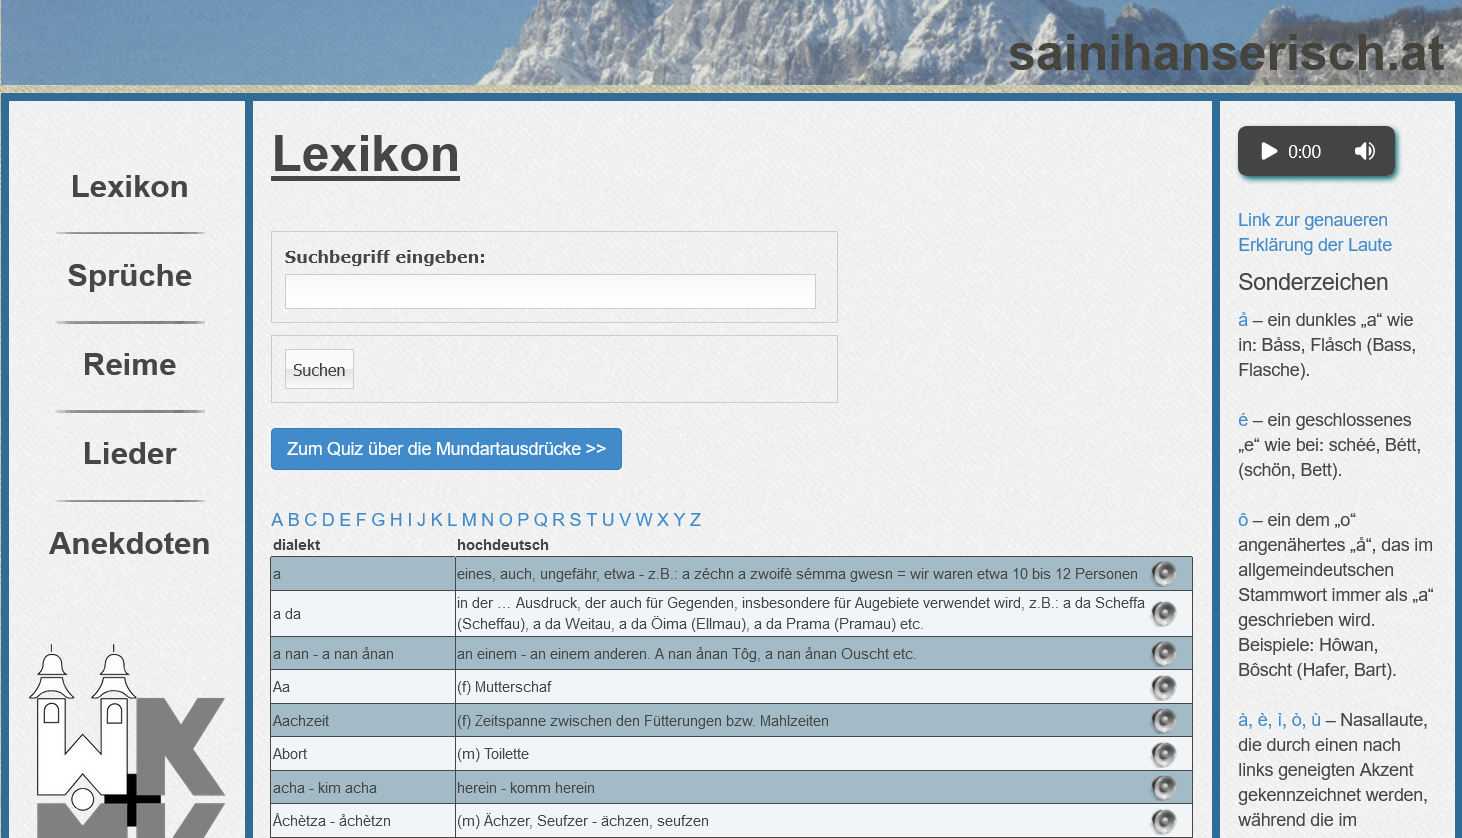 sainihanserisch.at
Lexikon
Sprüche
Reime
Lieder
Anekdoten
Lexikon
Suchbegriff eingeben:
Suchen
Zum Quiz über die Mundartausdrücke >>
A B C D E F G H I J K L M N O P Q R S T U V W X Y Z
dialekt hochdeutsch
a eines, auch, ungefähr, etwa - z.B.: a zéchn a zwoifè sémma gwesn = wir waren etwa 10 bis 12 Personen
a da in der … Ausdruck, der auch für Gegenden, insbesondere für Augebiete verwendet wird, z.B.: a da Scheffa
(Scheffau), a da Weitau, a da Öima (Ellmau), a da Prama (Pramau) etc.
a nan - a nan ånan an einem - an einem anderen. A nan ånan Tôg, a nan ånan Ouscht etc.
Aa (f) Mutterschaf
Aachzeit (f) Zeitspanne zwischen den Fütterungen bzw. Mahlzeiten
Abort (m) Toilette
acha - kim acha herein - komm herein
Åchètza - åchètzn (m) Ächzer, Seufzer - ächzen, seufzen
0:00
Link zur genaueren
Erklärung der Laute
Sonderzeichen
å – ein dunkles „a“ wie
in: Båss, Flåsch (Bass,
Flasche).
é – ein geschlossenes
„e“ wie bei: schéé, Bétt,
(schön, Bett).
ô – ein dem „o“
angenähertes „å“, das im
allgemeindeutschen
Stammwort immer als „a“
geschrieben wird.
Beispiele: Hôwan,
Bôscht (Hafer, Bart).
à, è, ì, ò, ù – Nasallaute,
die durch einen nach
links geneigten Akzent
gekennzeichnet werden,
während die im